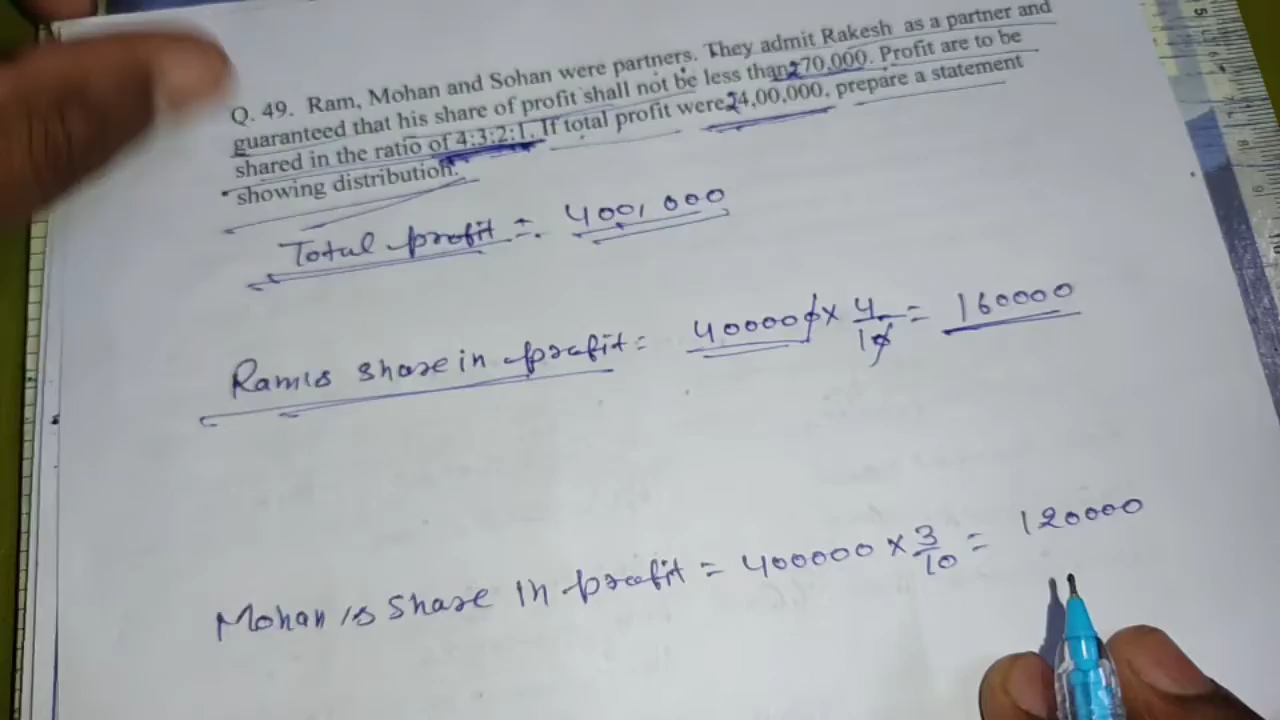 Q. 49. Ram, Mohan and Sohan were partners. They admit Rakesh as a partner and
guaranteed that his share of profit shall not be less than ₹70,000. Profit are to be
shared in the ratio of 4:3:2:1. If total profit were ₹4,00,000. prepare a statement
showing distribution.
Total profit = 400,000
Ram's share in profit = 400000 x 4/10 = 160000
Mohan's Share in profit = 400000 x 3/10 = 120000